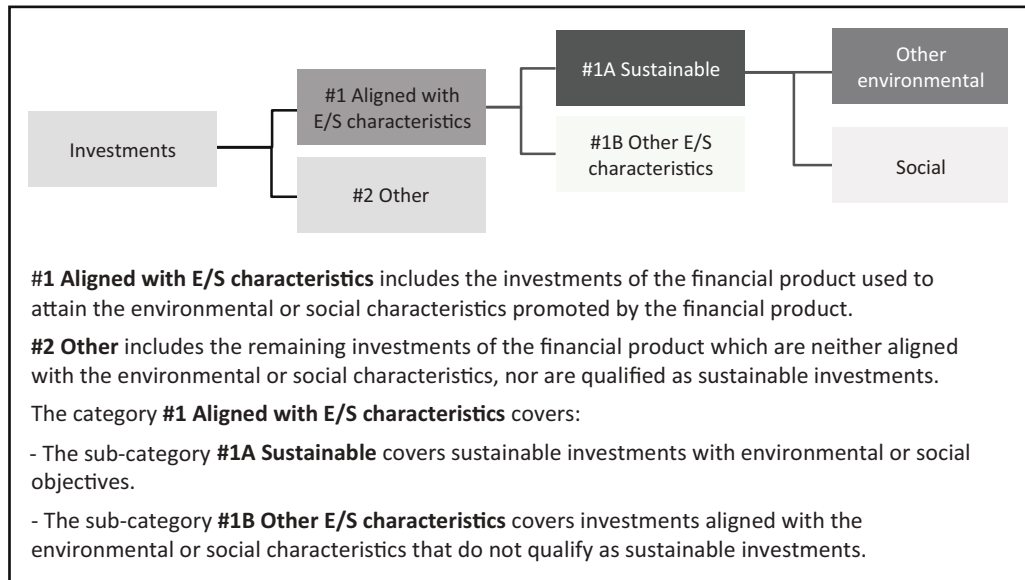 Investments
#1 Aligned with
E/S characteristics
#2 Other
#1A Sustainable
#1B Other E/S
characteristics
Other
environmental
Social
#1 Aligned with E/S characteristics includes the investments of the financial product used to
attain the environmental or social characteristics promoted by the financial product.
#2 Other includes the remaining investments of the financial product which are neither aligned
with the environmental or social characteristics, nor are qualified as sustainable investments.
The category #1 Aligned with E/S characteristics covers:
- The sub-category #1A Sustainable covers sustainable investments with environmental or social
objectives.
- The sub-category #1B Other E/S characteristics covers investments aligned with the
environmental or social characteristics that do not qualify as sustainable investments.